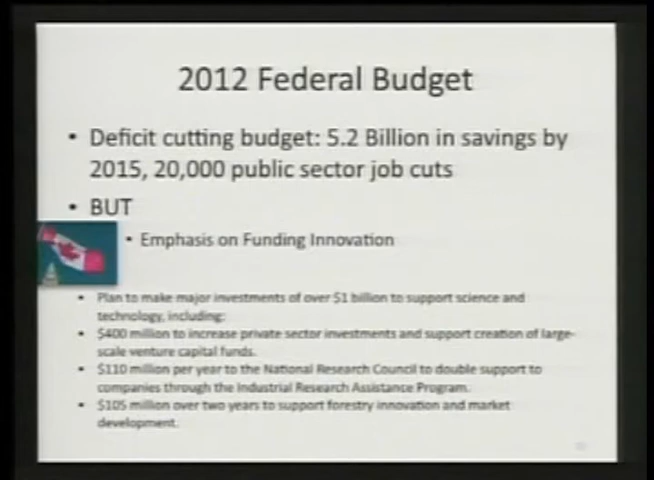 2012 Federal Budget
• Deficit cutting budget: 5.2 Billion in savings by
2015, 20,000 public sector job cuts
• BUT
• Emphasis on Funding Innovation
• Plan to make major investments of over $1 billion to support science and
technology, including:
• $400 million to increase private sector investments and support creation of large-
scale venture capital funds.
• $110 million per year to the National Research Council to double support to
companies through the Industrial Research Assistance Program.
• $105 million over two years to support forestry innovation and market
development.